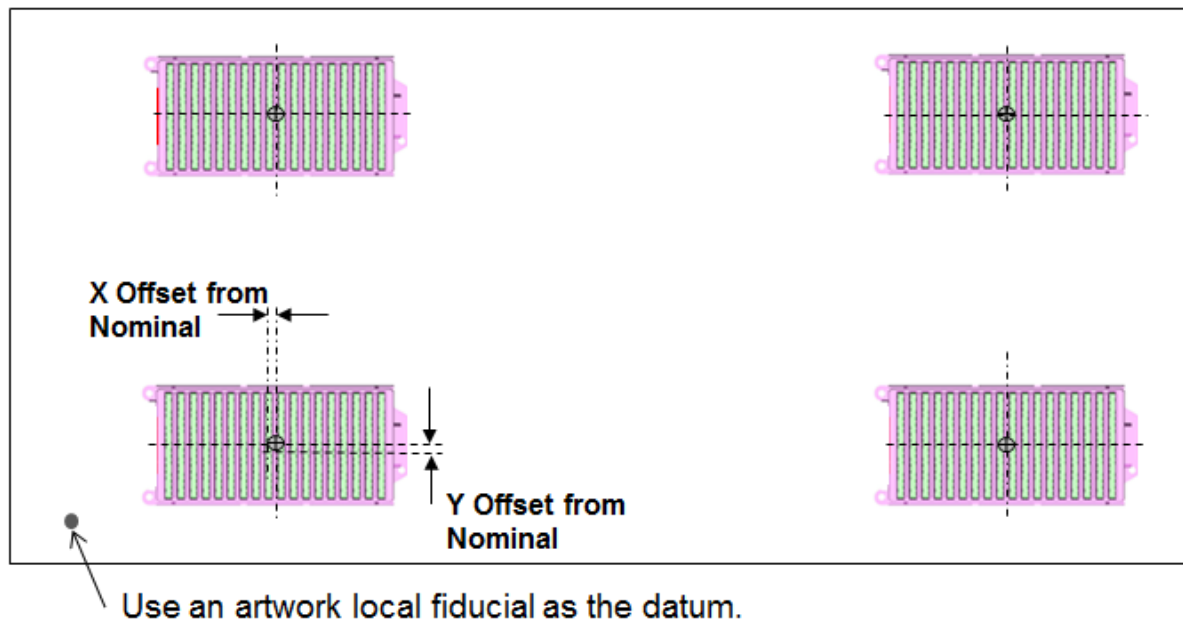 X Offset from
Nominal
Y Offset from
Nominal
Use an artwork local fiducial as the datum.